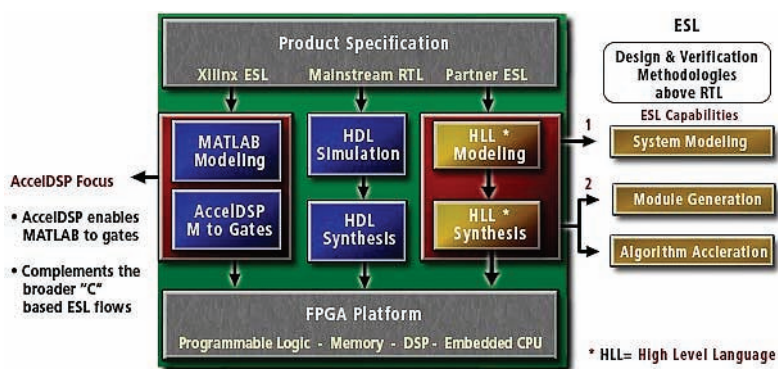 Product Specification
Xilinx ESL
Mainstream RTL
Partner ESL
MATLAB
Modeling
AccelDSP
M to Gates
HDL
Simulation
HDL
Synthesis
HLL *
Modeling
HLL *
Synthesis
FPGA Platform
Programmable Logic - Memory - DSP - Embedded CPU
AccelDSP Focus
• AccelDSP enables
MATLAB to gates
• Complements the
broader "C"
based ESL flows
ESL
Design & Verification
Methodologies
above RTL
ESL Capabilities
1
System Modeling
2
Module Generation
Algorithm Accleration
* HLL= High Level Language